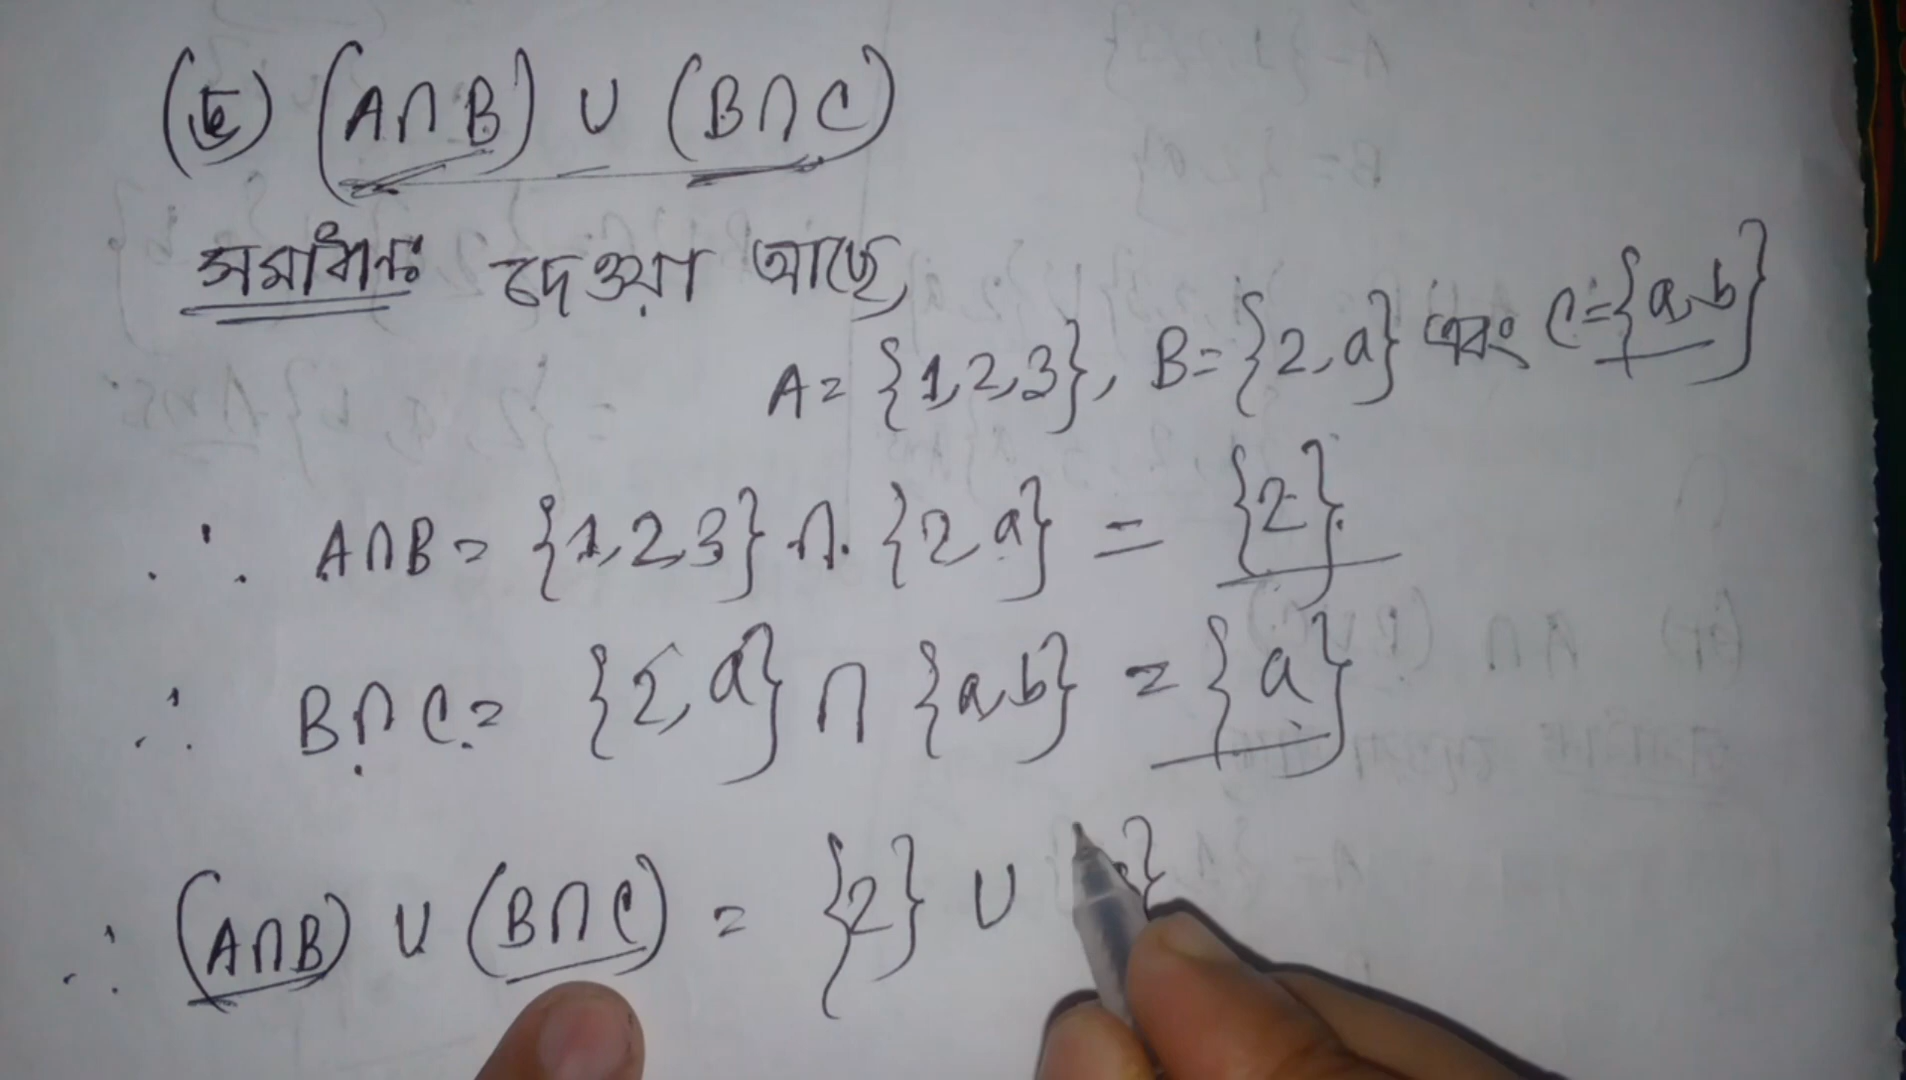 (চ) (A∩B) ∪ (B∩C)
সমাধানঃ দেওয়া আছে,
A = {1,2,3}, B = {2,a} এবং C = {a,b}
∴ A∩B = {1,2,3} ∩ {2,a} = {2}
∴ B∩C = {2,a} ∩ {a,b} = {a}
∴ (A∩B) ∪ (B∩C) = {2} ∪ }